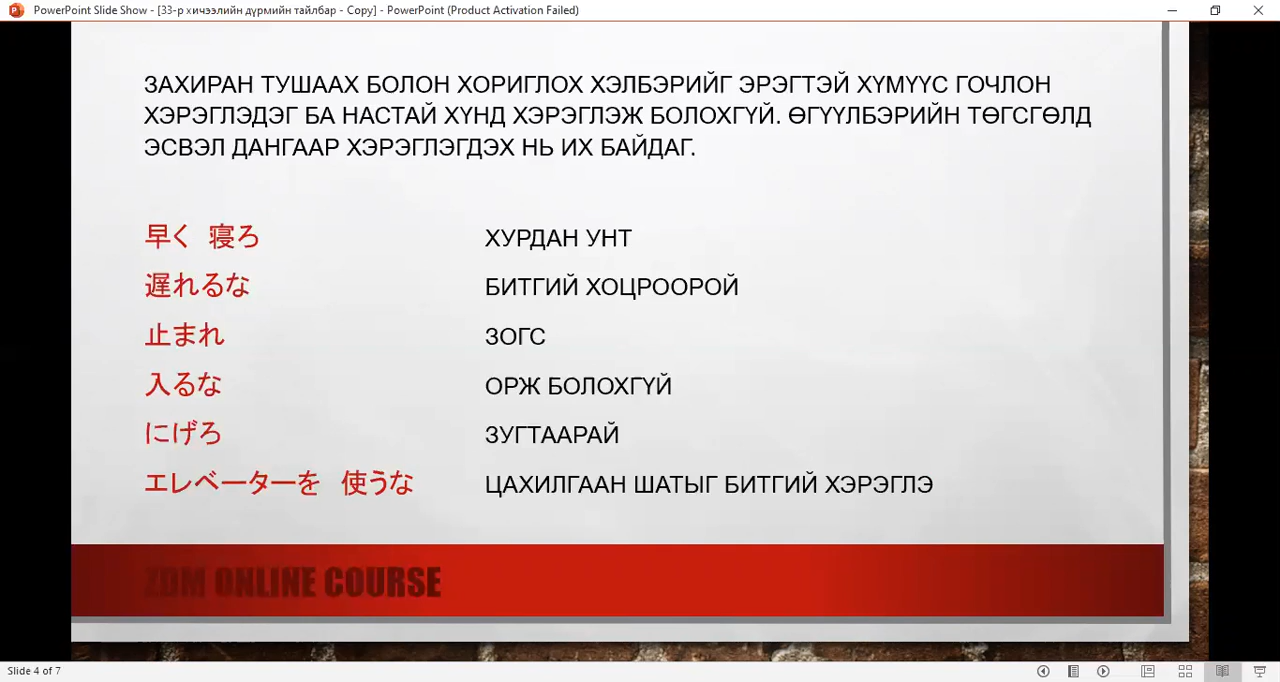 PowerPoint Slide Show - [33-р хичээлийн дүрмийн тайлбар - Copy] - PowerPoint (Product Activation Failed)
ЗАХИРАН ТУШААХ БОЛОН ХОРИГЛОХ ХЭЛБЭРИЙГ ЭРЭГТЭЙ ХҮМҮҮС ГОЧЛОН
ХЭРЭГЛЭДЭГ БА НАСТАЙ ХҮНД ХЭРЭГЛЭЖ БОЛОХГҮЙ. ӨГҮҮЛБЭРИЙН ТӨГСГӨЛД
ЭСВЭЛ ДАНГААР ХЭРЭГЛЭГДЭХ НЬ ИХ БАЙДАГ.
早く 寝ろ ХУРДАН УНТ
遅れるな БИТГИЙ ХОЦРООРОЙ
止まれ ЗОГС
入るな ОРЖ БОЛОХГҮЙ
にげろ ЗУГТААРАЙ
エレベーターを 使うな ЦАХИЛГААН ШАТЫГ БИТГИЙ ХЭРЭГЛЭ
ZDM ONLINE COURSE
Slide 4 of 7